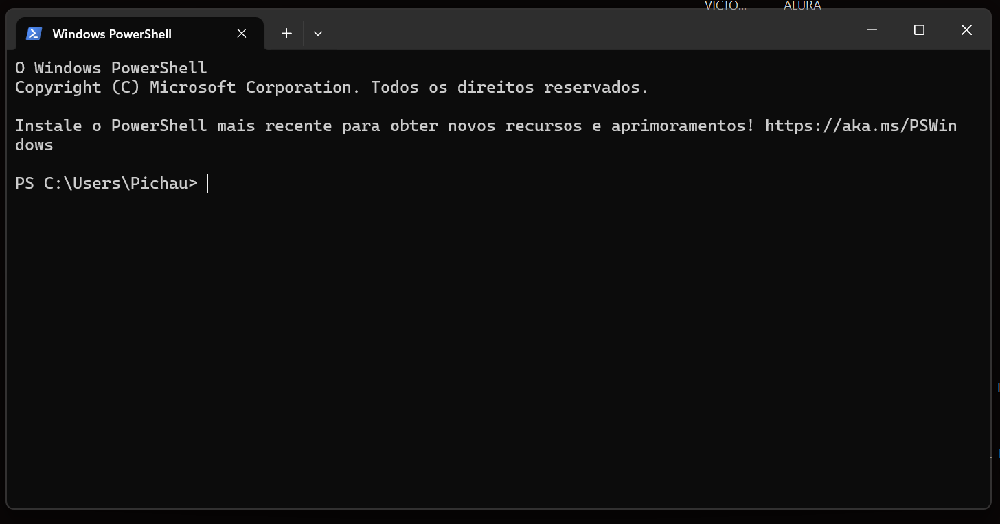 VICTO... ALURA
Windows PowerShell
O Windows PowerShell
Copyright (C) Microsoft Corporation. Todos os direitos reservados.
Instale o PowerShell mais recente para obter novos recursos e aprimoramentos! https://aka.ms/PSWin
dows
PS C:\Users\Pichau>